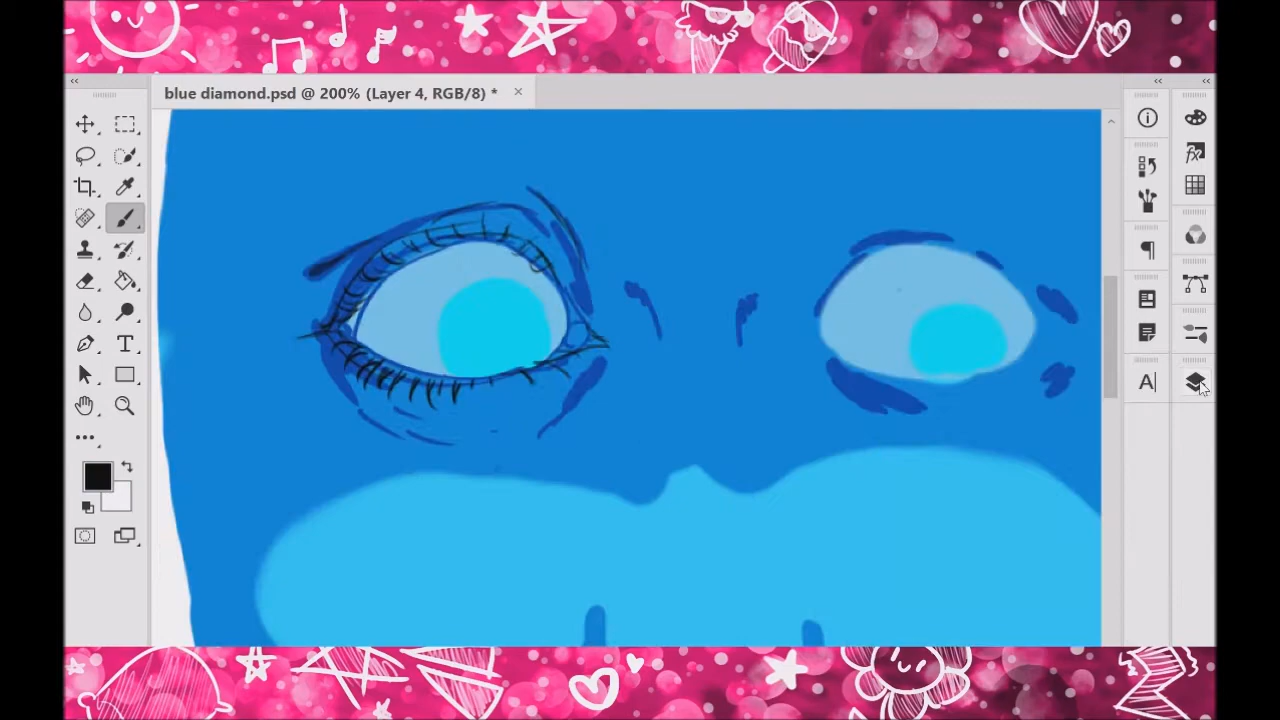 blue diamond.psd @ 200% (Layer 4, RGB/8) *